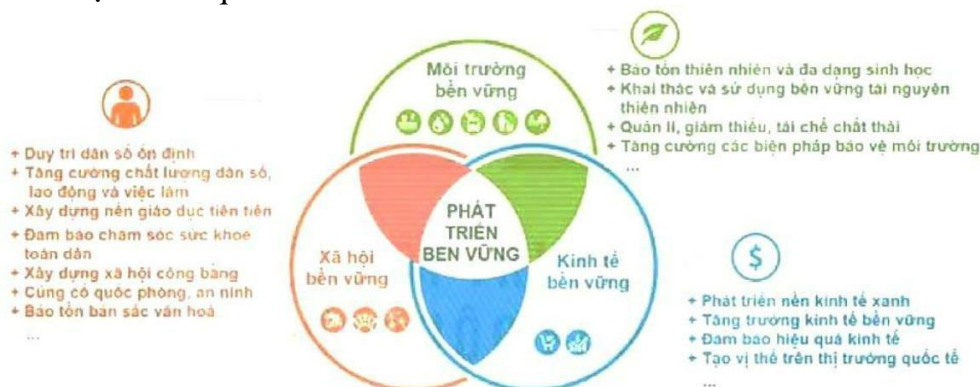 Môi trường
bền vững
+ Bảo tồn thiên nhiên và đa dạng sinh học
+ Khai thác và sử dụng bền vững tài nguyên
thiên nhiên
+ Quản lí, giảm thiểu, tái chế chất thải
+ Tăng cường các biện pháp bảo vệ môi trường
...
+ Duy trì dân số ổn định
+ Tăng cường chất lượng dân số,
lao động và việc làm
+ Xây dựng nền giáo dục tiên tiến
+ Đảm bảo chăm sóc sức khoẻ
toàn dân
+ Xây dựng xã hội công bằng
+ Củng cố quốc phòng, an ninh
+ Bảo tồn bản sắc văn hoá
...
PHÁT
TRIỂN
BỀN VỮNG
Xã hội
bền vững
Kinh tế
bền vững
$
+ Phát triển nền kinh tế xanh
+ Tăng trưởng kinh tế bền vững
+ Đảm bảo hiệu quả kinh tế
+ Tạo vị thế trên thị trường quốc tế
...